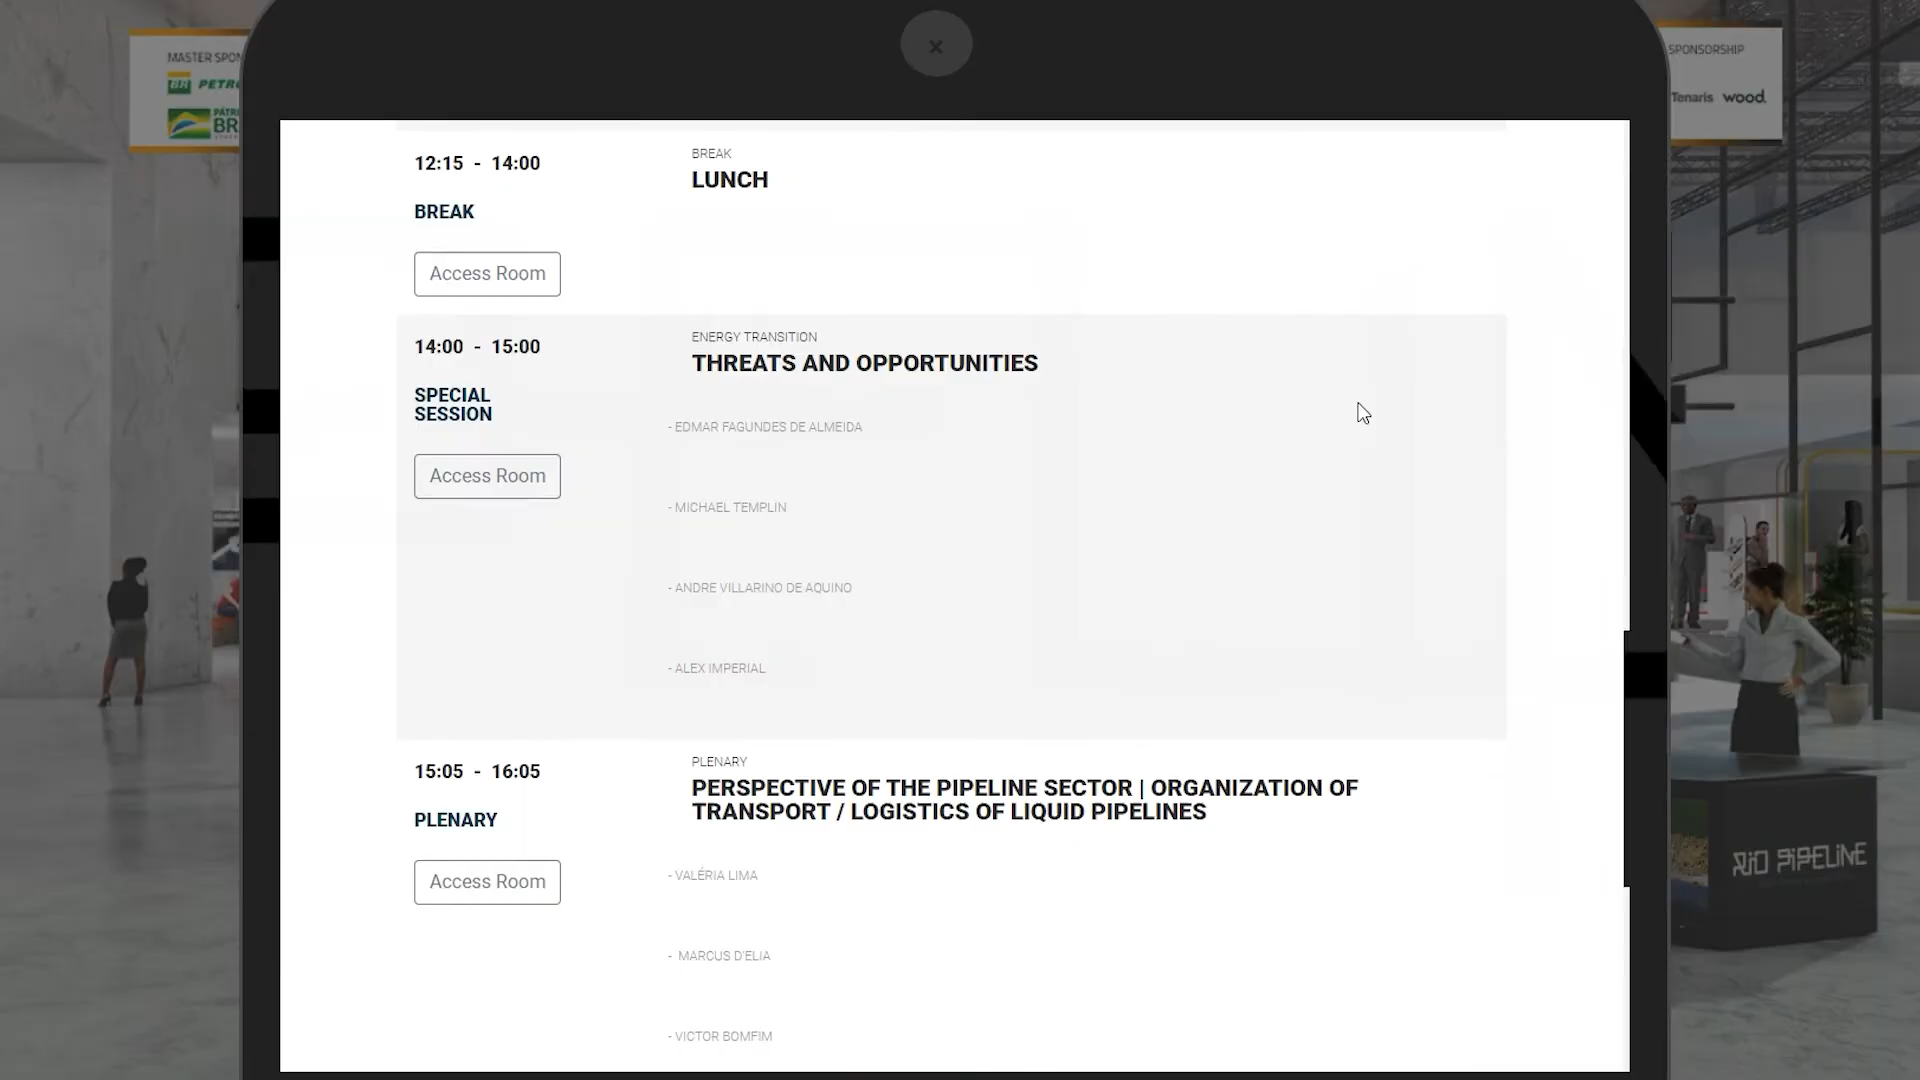 MASTER SPON
BR PETRO
PÁTRI
BR
SPONSORSHIP
Tenaris wood.
×
12:15 - 14:00
BREAK
LUNCH
BREAK
Access Room
14:00 - 15:00
ENERGY TRANSITION
THREATS AND OPPORTUNITIES
SPECIAL
SESSION
Access Room
- EDMAR FAGUNDES DE ALMEIDA
- MICHAEL TEMPLIN
- ANDRE VILLARINO DE AQUINO
- ALEX IMPERIAL
15:05 - 16:05
PLENARY
PERSPECTIVE OF THE PIPELINE SECTOR | ORGANIZATION OF
TRANSPORT / LOGISTICS OF LIQUID PIPELINES
PLENARY
Access Room
- VALÉRIA LIMA
- MARCUS D'ELIA
- VICTOR BOMFIM
RIO PIPELINE